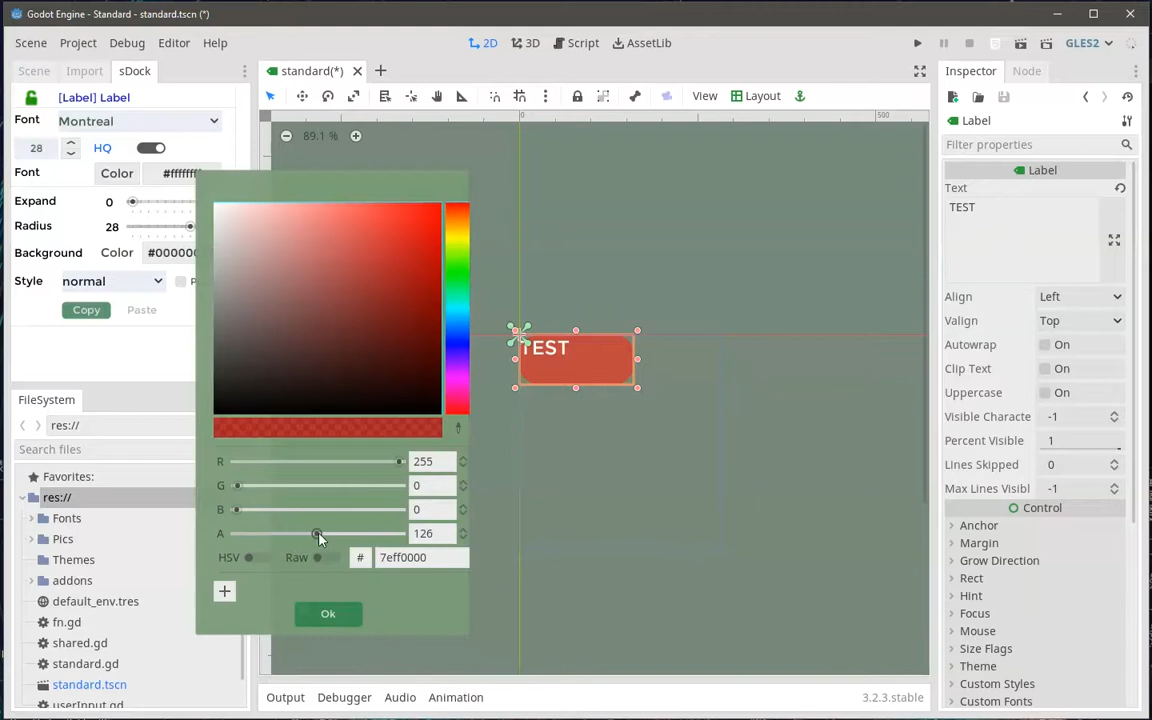 Godot Engine - Standard - standard.tscn (*)
Scene Project Debug Editor Help
2D 3D Script AssetLib
GLES2
Scene Import sDock
standard(*)
Inspector Node
[Label] Label
View Layout
Font Montreal
Label
89.1 %
0
500
28 HQ
Filter properties
Font Color #ffffffff
Label
Text
TEST
Expand 0
Radius 28
Background Color #000000
Style normal
Copy Paste
TEST
Align Left
Valign Top
Autowrap On
Clip Text On
Uppercase On
Visible Characte -1
Percent Visible 1
Lines Skipped 0
Max Lines Visibl -1
Control
Anchor
Margin
Grow Direction
Rect
Hint
Focus
Mouse
Size Flags
Theme
Custom Styles
Custom Fonts
FileSystem
res://
Search files
Favorites:
res://
Fonts
Pics
Themes
addons
default_env.tres
fn.gd
shared.gd
standard.gd
standard.tscn
userInput.gd
R 255
G 0
B 0
A 126
HSV Raw # 7eff0000
Ok
Output Debugger Audio Animation
3.2.3.stable